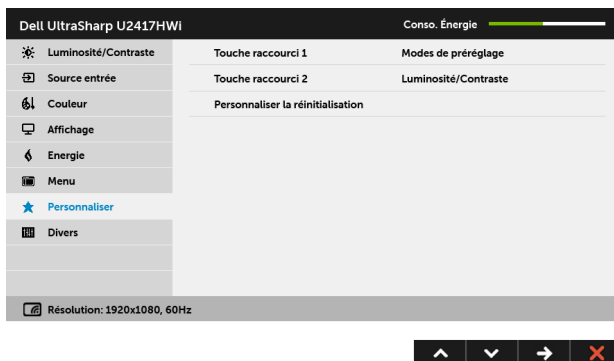 Dell UltraSharp U2417HWi
Conso. Énergie
Luminosité/Contraste
Touche raccourci 1
Modes de préréglage
Source entrée
Touche raccourci 2
Luminosité/Contraste
Couleur
Personnaliser la réinitialisation
Affichage
Energie
Menu
Personnaliser
Divers
Résolution: 1920x1080, 60Hz